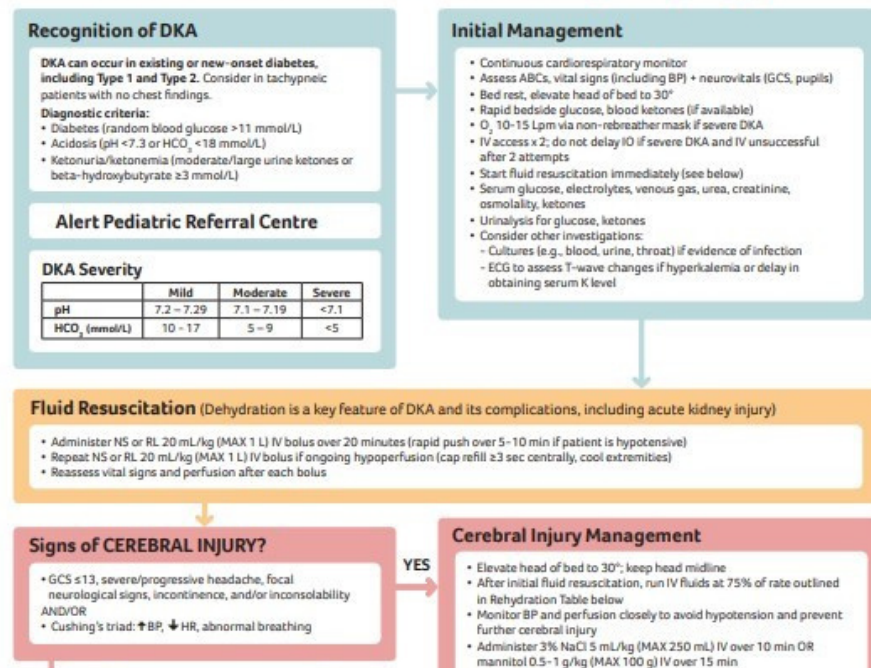 Recognition of DKA
DKA can occur in existing or new-onset diabetes,
including Type 1 and Type 2. Consider in tachypneic
patients with no chest findings.
Diagnostic criteria:
• Diabetes (random blood glucose >11 mmol/L)
• Acidosis (pH <7.3 or HCO₃ <18 mmol/L)
• Ketonuria/ketonemia (moderate/large urine ketones or
beta-hydroxybutyrate ≥3 mmol/L)
Alert Pediatric Referral Centre
DKA Severity
Mild Moderate Severe
pH 7.2 – 7.29 7.1 – 7.19 <7.1
HCO₃ (mmol/L) 10 - 17 5 – 9 <5
Initial Management
• Continuous cardiorespiratory monitor
• Assess ABCs, vital signs (including BP) + neurovitals (GCS, pupils)
• Bed rest, elevate head of bed to 30°
• Rapid bedside glucose, blood ketones (if available)
• O₂ 10-15 Lpm via non-rebreather mask if severe DKA
• IV access x 2; do not delay IO if severe DKA and IV unsuccessful
after 2 attempts
• Start fluid resuscitation immediately (see below)
• Serum glucose, electrolytes, venous gas, urea, creatinine,
osmolality, ketones
• Urinalysis for glucose, ketones
• Consider other investigations:
- Cultures (e.g., blood, urine, throat) if evidence of infection
- ECG to assess T-wave changes if hyperkalemia or delay in
obtaining serum K level
Fluid Resuscitation (Dehydration is a key feature of DKA and its complications, including acute kidney injury)
• Administer NS or RL 20 mL/kg (MAX 1 L) IV bolus over 20 minutes (rapid push over 5-10 min if patient is hypotensive)
• Repeat NS or RL 20 mL/kg (MAX 1 L) IV bolus if ongoing hypoperfusion (cap refill ≥3 sec centrally, cool extremities)
• Reassess vital signs and perfusion after each bolus
Signs of CEREBRAL INJURY?
• GCS ≤13, severe/progressive headache, focal
neurological signs, incontinence, and/or inconsolability
AND/OR
• Cushing's triad: ↑BP, ↓HR, abnormal breathing
YES
Cerebral Injury Management
• Elevate head of bed to 30°; keep head midline
• After initial fluid resuscitation, run IV fluids at 75% of rate outlined
in Rehydration Table below
• Monitor BP and perfusion closely to avoid hypotension and prevent
further cerebral injury
• Administer 3% NaCl 5 mL/kg (MAX 250 mL) IV over 10 min OR
mannitol 0.5-1 g/kg (MAX 100 g) IV over 15 min